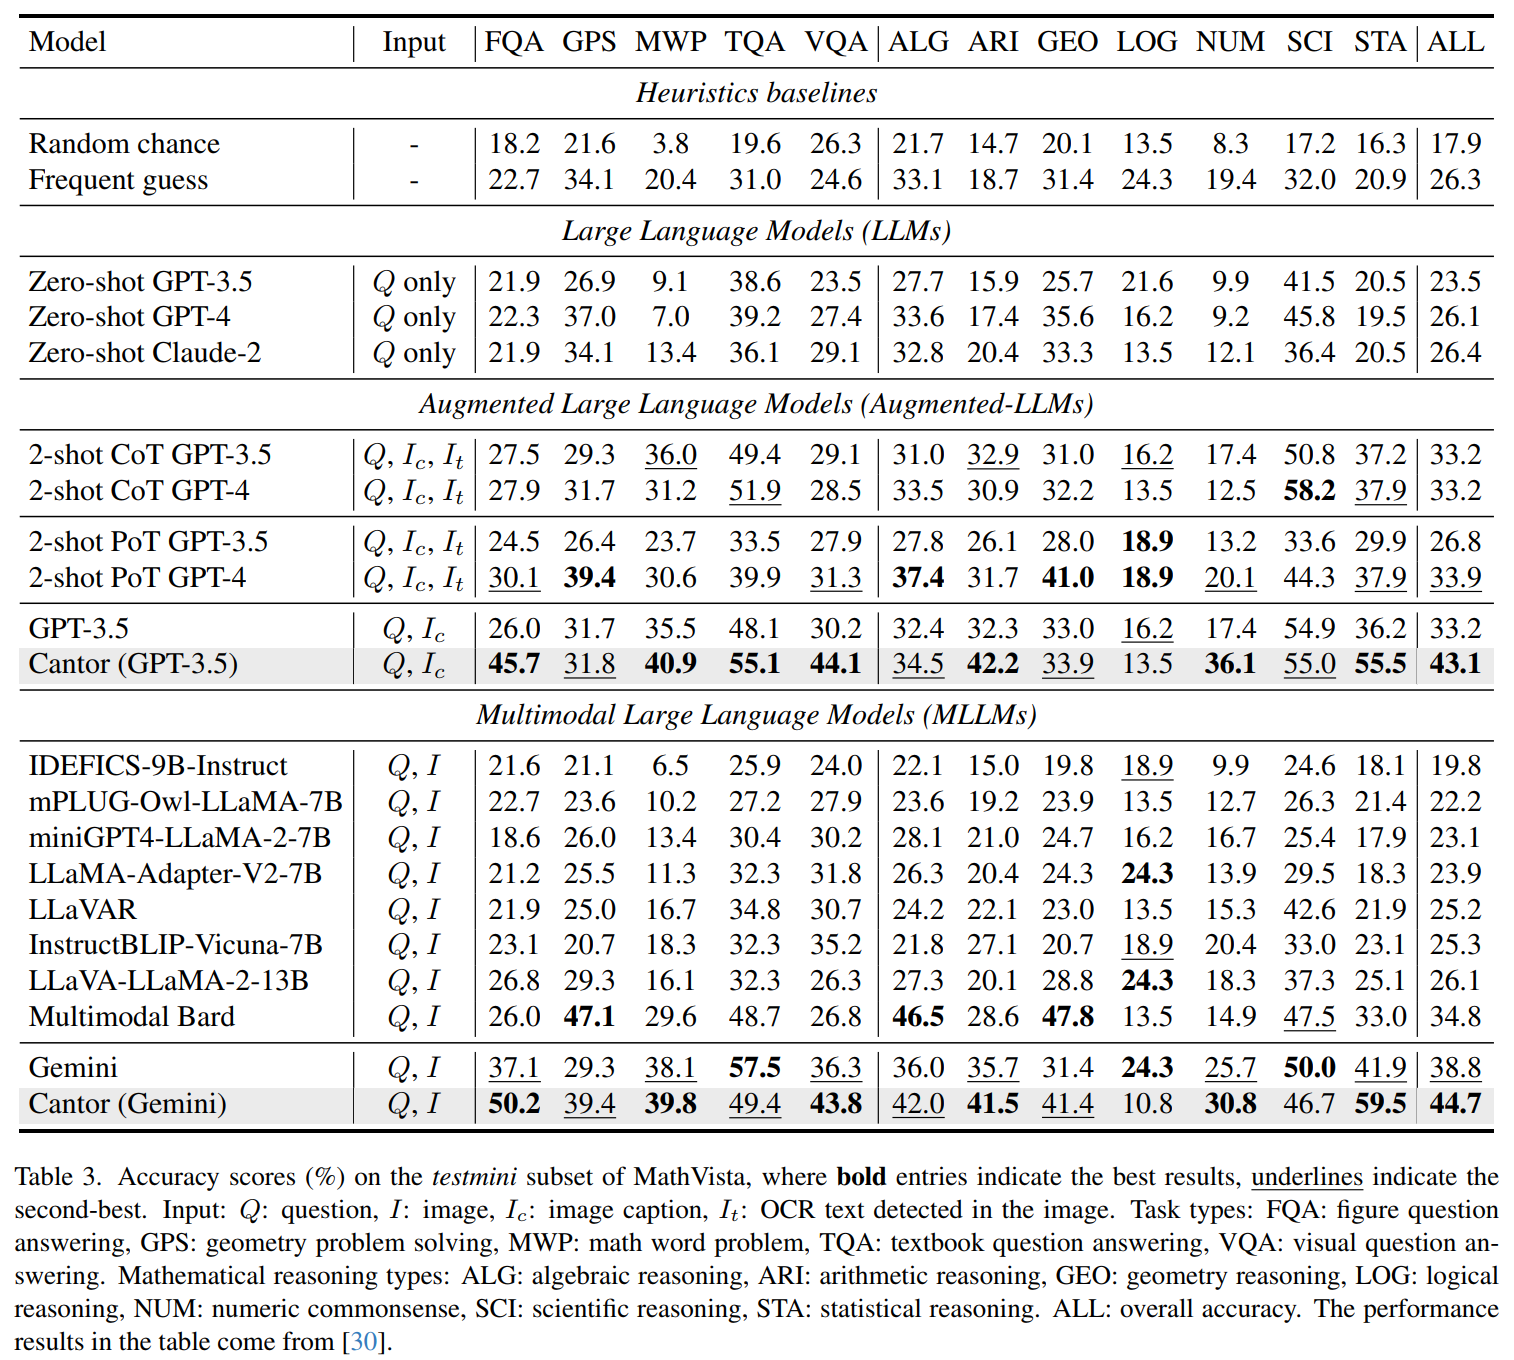 Model Input FQA GPS MWP TQA VQA ALG ARI GEO LOG NUM SCI STA ALL
Heuristics baselines
Random chance - 18.2 21.6 3.8 19.6 26.3 21.7 14.7 20.1 13.5 8.3 17.2 16.3 17.9
Frequent guess - 22.7 34.1 20.4 31.0 24.6 33.1 18.7 31.4 24.3 19.4 32.0 20.9 26.3
Large Language Models (LLMs)
Zero-shot GPT-3.5 Q only 21.9 26.9 9.1 38.6 23.5 27.7 15.9 25.7 21.6 9.9 41.5 20.5 23.5
Zero-shot GPT-4 Q only 22.3 37.0 7.0 39.2 27.4 33.6 17.4 35.6 16.2 9.2 45.8 19.5 26.1
Zero-shot Claude-2 Q only 21.9 34.1 13.4 36.1 29.1 32.8 20.4 33.3 13.5 12.1 36.4 20.5 26.4
Augmented Large Language Models (Augmented-LLMs)
2-shot CoT GPT-3.5 Q, Ic, It 27.5 29.3 36.0 49.4 29.1 31.0 32.9 31.0 16.2 17.4 50.8 37.2 33.2
2-shot CoT GPT-4 Q, Ic, It 27.9 31.7 31.2 51.9 28.5 33.5 30.9 32.2 13.5 12.5 58.2 37.9 33.2
2-shot PoT GPT-3.5 Q, Ic, It 24.5 26.4 23.7 33.5 27.9 27.8 26.1 28.0 18.9 13.2 33.6 29.9 26.8
2-shot PoT GPT-4 Q, Ic, It 30.1 39.4 30.6 39.9 31.3 37.4 31.7 41.0 18.9 20.1 44.3 37.9 33.9
GPT-3.5 Q, Ic 26.0 31.7 35.5 48.1 30.2 32.4 32.3 33.0 16.2 17.4 54.9 36.2 33.2
Cantor (GPT-3.5) Q, Ic 45.7 31.8 40.9 55.1 44.1 34.5 42.2 33.9 13.5 36.1 55.0 55.5 43.1
Multimodal Large Language Models (MLLMs)
IDEFICS-9B-Instruct Q, I 21.6 21.1 6.5 25.9 24.0 22.1 15.0 19.8 18.9 9.9 24.6 18.1 19.8
mPLUG-Owl-LLaMA-7B Q, I 22.7 23.6 10.2 27.2 27.9 23.6 19.2 23.9 13.5 12.7 26.3 21.4 22.2
miniGPT4-LLaMA-2-7B Q, I 18.6 26.0 13.4 30.4 30.2 28.1 21.0 24.7 16.2 16.7 25.4 17.9 23.1
LLaMA-Adapter-V2-7B Q, I 21.2 25.5 11.3 32.3 31.8 26.3 20.4 24.3 24.3 13.9 29.5 18.3 23.9
LLaVAR Q, I 21.9 25.0 16.7 34.8 30.7 24.2 22.1 23.0 13.5 15.3 42.6 21.9 25.2
InstructBLIP-Vicuna-7B Q, I 23.1 20.7 18.3 32.3 35.2 21.8 27.1 20.7 18.9 20.4 33.0 23.1 25.3
LLaVA-LLaMA-2-13B Q, I 26.8 29.3 16.1 32.3 26.3 27.3 20.1 28.8 24.3 18.3 37.3 25.1 26.1
Multimodal Bard Q, I 26.0 47.1 29.6 48.7 26.8 46.5 28.6 47.8 13.5 14.9 47.5 33.0 34.8
Gemini Q, I 37.1 29.3 38.1 57.5 36.3 36.0 35.7 31.4 24.3 25.7 50.0 41.9 38.8
Cantor (Gemini) Q, I 50.2 39.4 39.8 49.4 43.8 42.0 41.5 41.4 10.8 30.8 46.7 59.5 44.7
Table 3. Accuracy scores (%) on the testmini subset of MathVista, where bold entries indicate the best results, underlines indicate the
second-best. Input: Q: question, I: image, Ic: image caption, It: OCR text detected in the image. Task types: FQA: figure question
answering, GPS: geometry problem solving, MWP: math word problem, TQA: textbook question answering, VQA: visual question an-
swering. Mathematical reasoning types: ALG: algebraic reasoning, ARI: arithmetic reasoning, GEO: geometry reasoning, LOG: logical
reasoning, NUM: numeric commonsense, SCI: scientific reasoning, STA: statistical reasoning. ALL: overall accuracy. The performance
results in the table come from [30].